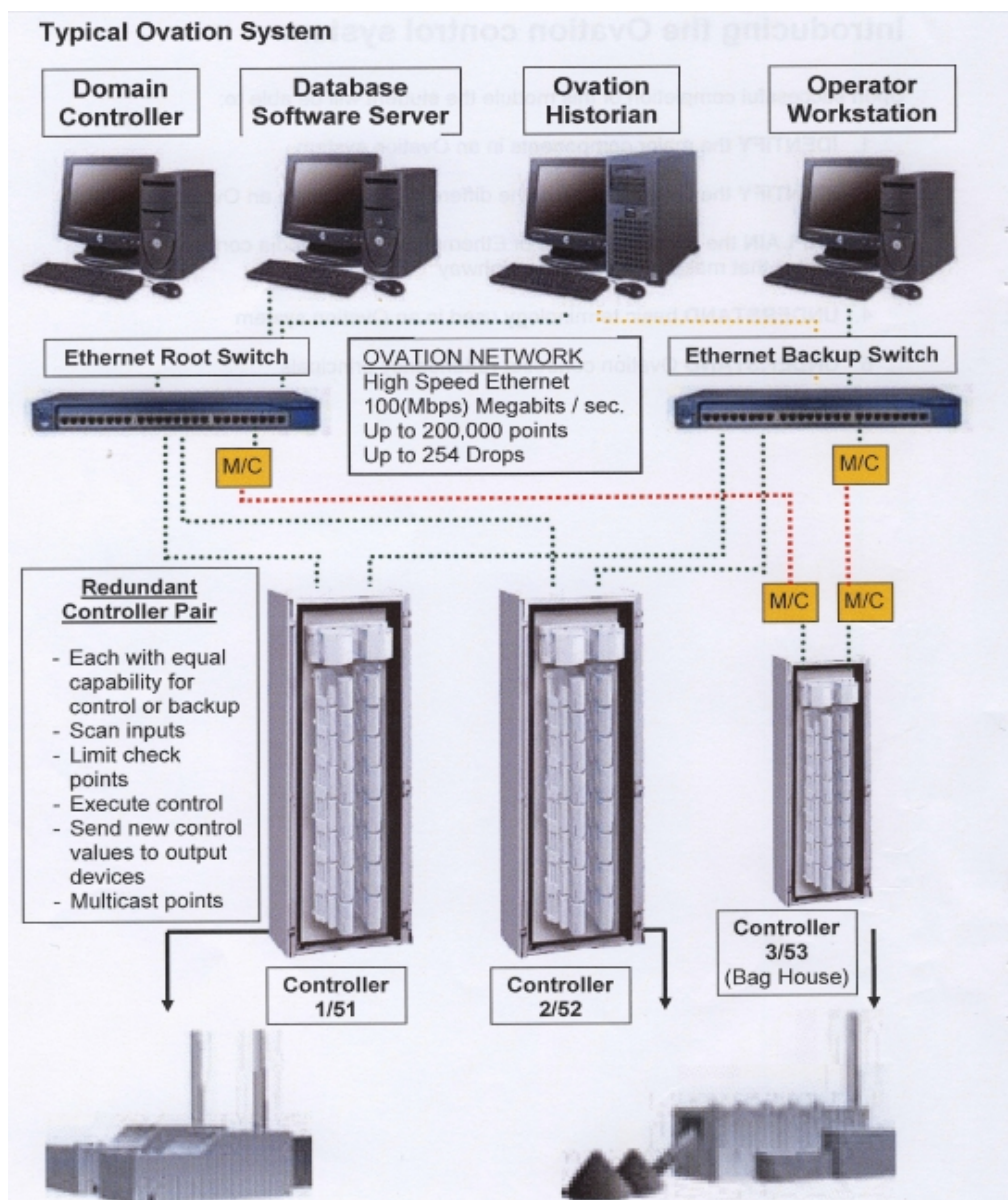 Typical Ovation System
Domain
Controller
Database
Software Server
Ovation
Historian
Operator
Workstation
Ethernet Root Switch
OVATION NETWORK
High Speed Ethernet
100(Mbps) Megabits / sec.
Up to 200,000 points
Up to 254 Drops
Ethernet Backup Switch
M/C
M/C
M/C
M/C
Redundant
Controller Pair
- Each with equal
capability for
control or backup
- Scan inputs
- Limit check
points
- Execute control
- Send new control
values to output
devices
- Multicast points
Controller
1/51
Controller
2/52
Controller
3/53
(Bag House)